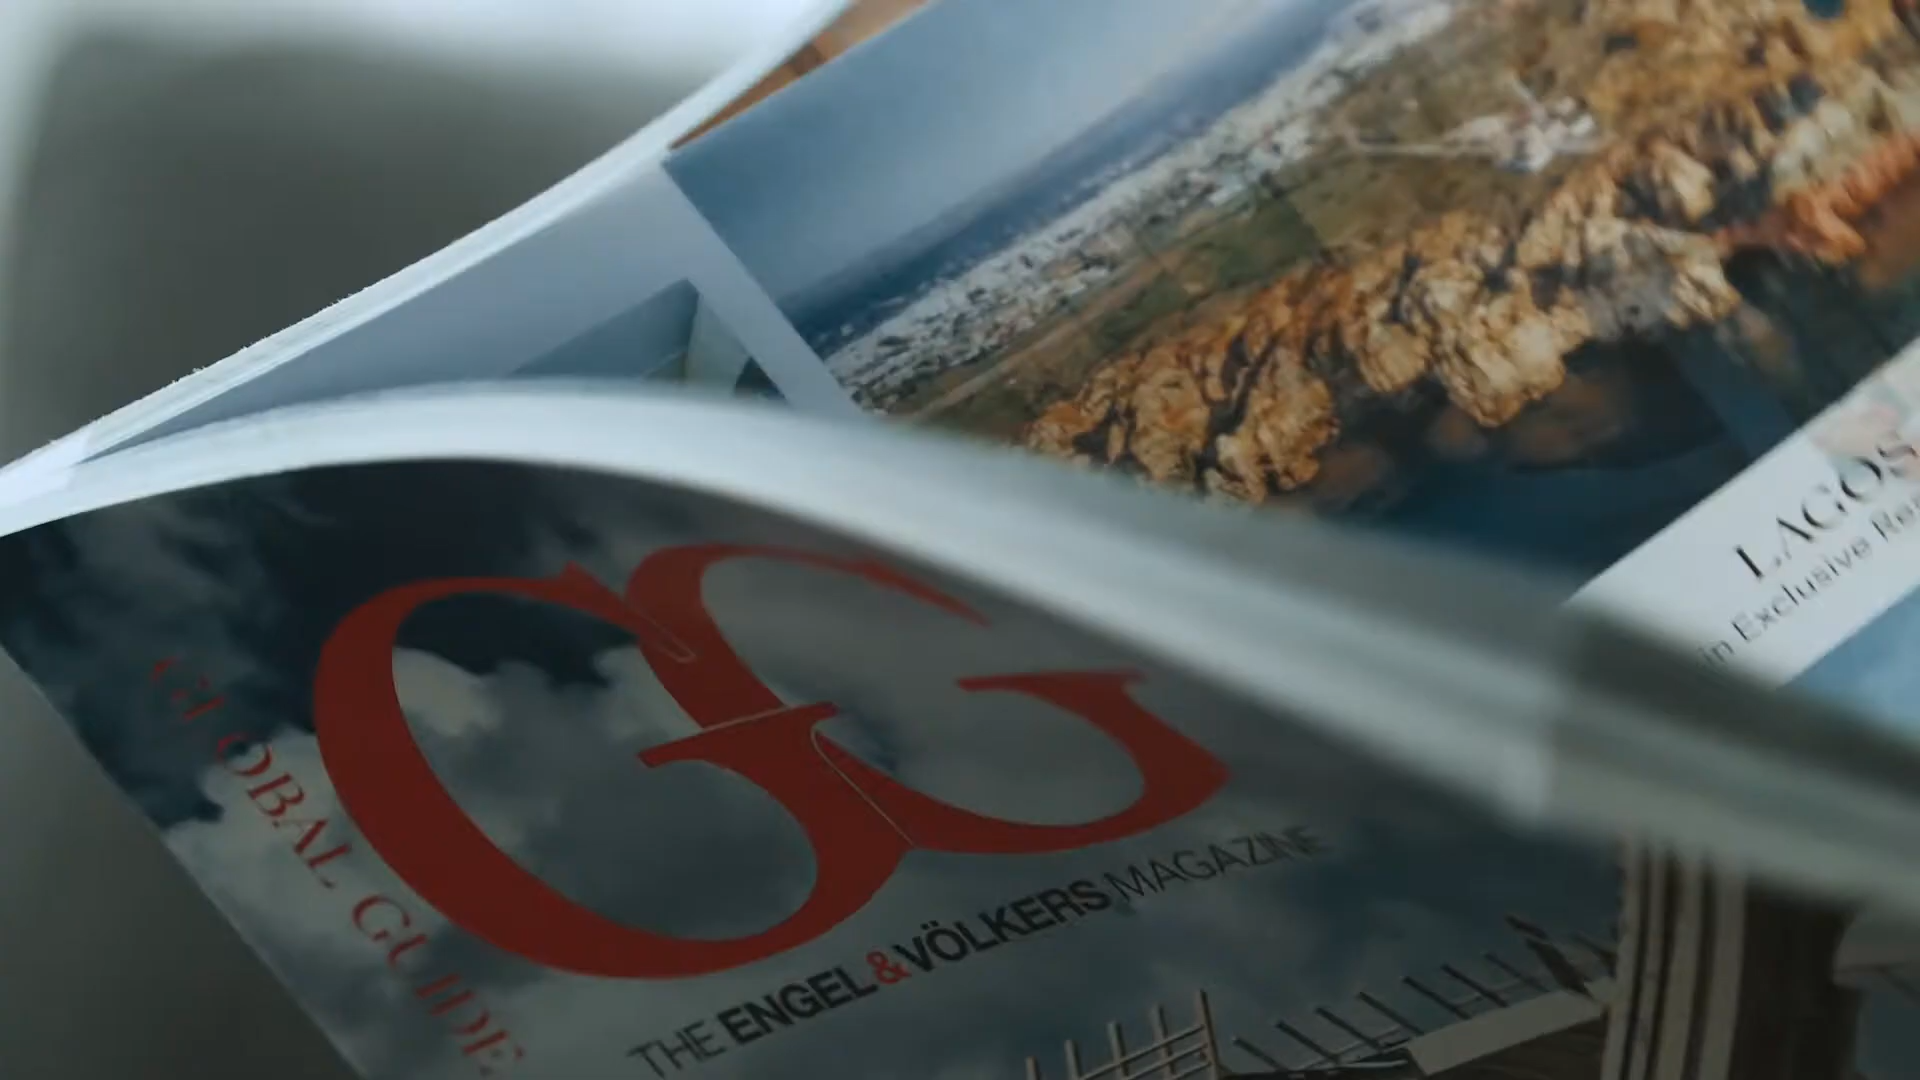 GG
GLOBAL GUIDE
THE ENGEL&VÖLKERS MAGAZINE
LAGOS
in Exclusive